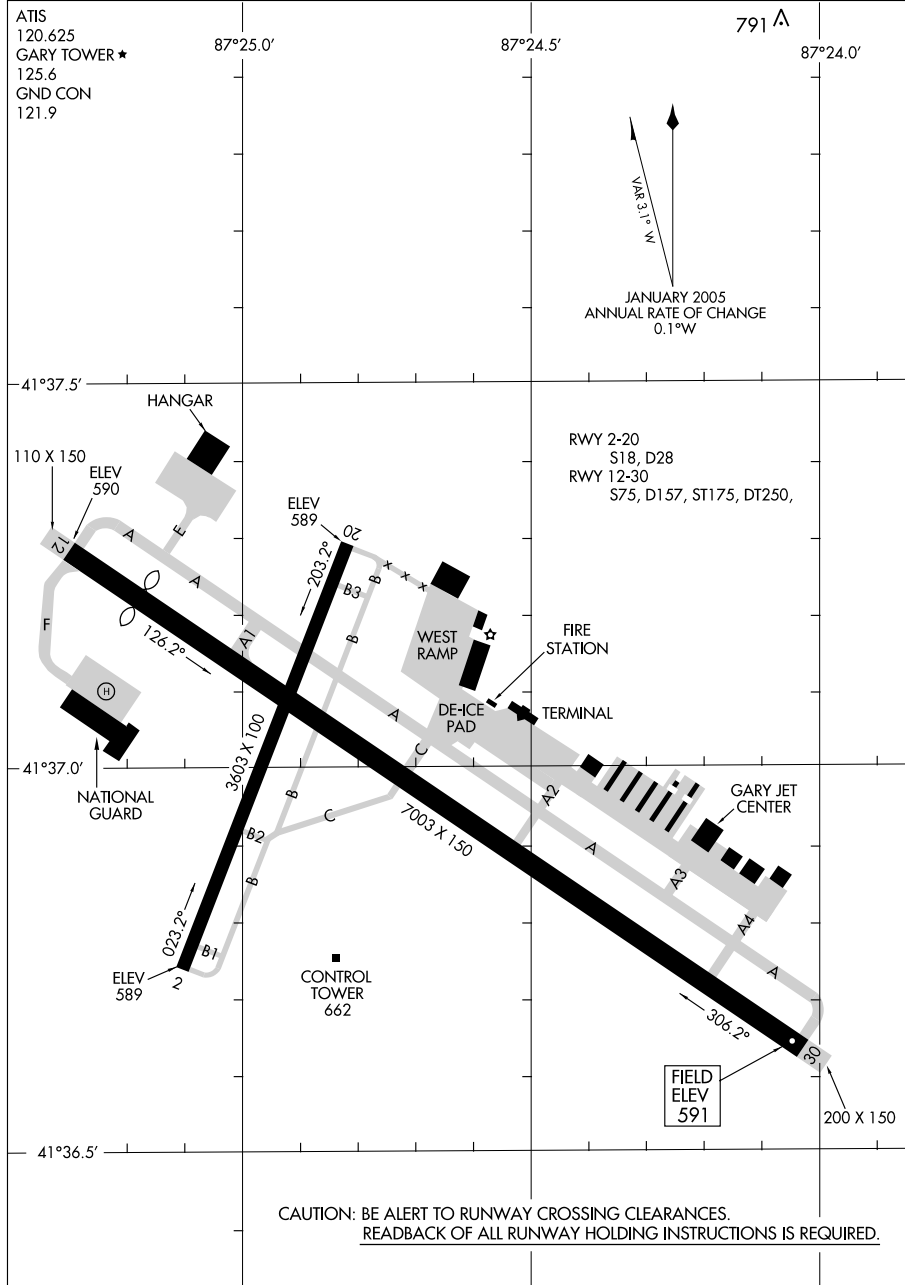 ATIS
120.625
GARY TOWER ★
125.6
GND CON
121.9
87°25.0'
87°24.5'
791
87°24.0'
VAR 3.1° W
JANUARY 2005
ANNUAL RATE OF CHANGE
0.1°W
41°37.5'
HANGAR
RWY 2-20
S18, D28
RWY 12-30
S75, D157, ST175, DT250,
110 X 150
ELEV
590
ELEV
589
20
12
A
E
203.2°
A
B
x x x
B3
F
A1
B
WEST
RAMP
FIRE
STATION
126.2°
H
DE-ICE
PAD
TERMINAL
A
C
3603 X 100
41°37.0'
NATIONAL
GUARD
B
C
7003 X 150
A2
GARY JET
CENTER
B2
A
B
A3
023.2°
A4
B1
ELEV
589
2
CONTROL
TOWER
662
A
306.2°
30
FIELD
ELEV
591
200 X 150
41°36.5'
CAUTION: BE ALERT TO RUNWAY CROSSING CLEARANCES.
READBACK OF ALL RUNWAY HOLDING INSTRUCTIONS IS REQUIRED.